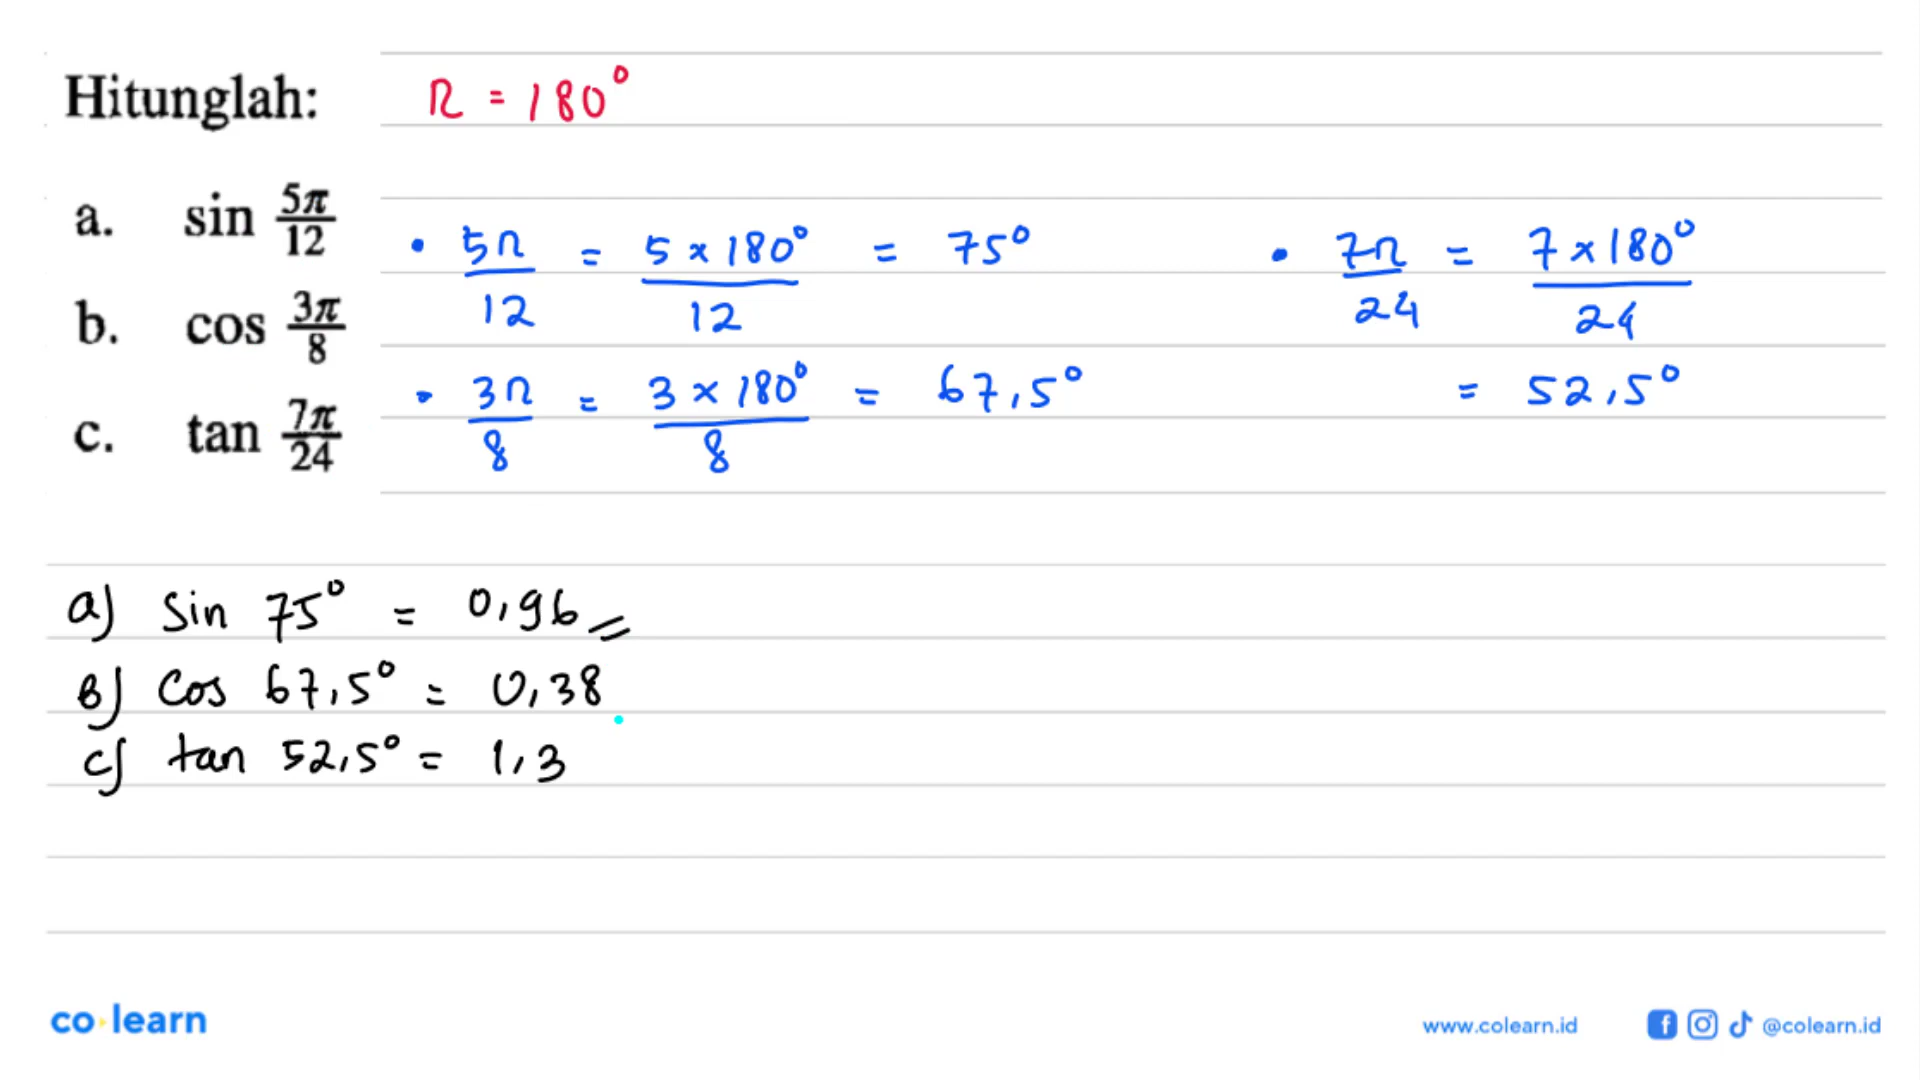 Hitunglah:
π = 180°
a. sin 5π/12
b. cos 3π/8
c. tan 7π/24
• 5π/12 = 5 × 180°/12 = 75°
• 3π/8 = 3 × 180°/8 = 67,5°
• 7π/24 = 7 × 180°/24
= 52,5°
a) sin 75° = 0,96
b) cos 67,5° = 0,38
c) tan 52,5° = 1,3
co learn
www.colearn.id
@colearn.id